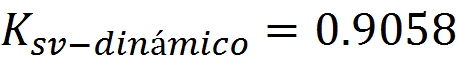 K_{sv-dinámico} = 0.9058